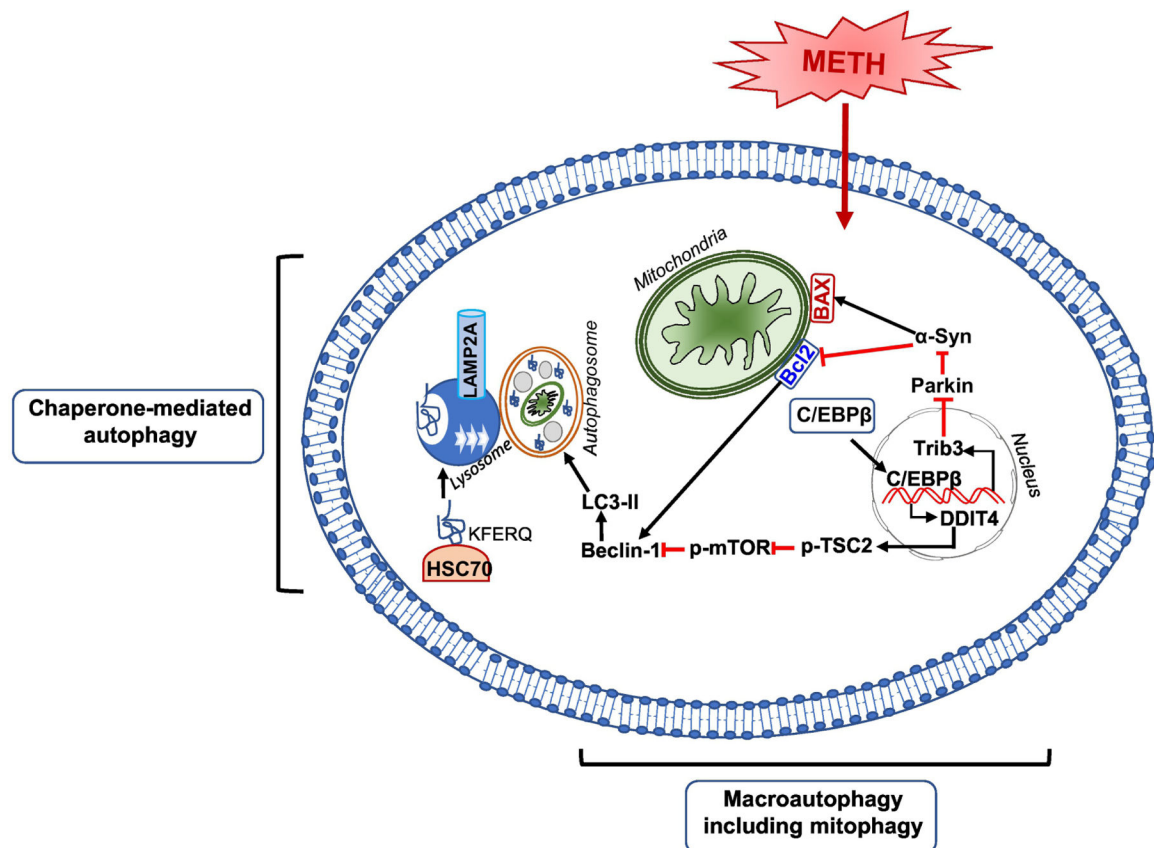 METH
Mitochondria
BAX
Bcl2
α-Syn
Parkin
C/EBPβ
Trib3
Nucleus
C/EBPβ
DDIT4
LAMP2A
Autophagosome
Lysosome
Chaperone-mediated
autophagy
LC3-II
KFERQ
HSC70
Beclin-1
p-mTOR
p-TSC2
Macroautophagy
including mitophagy